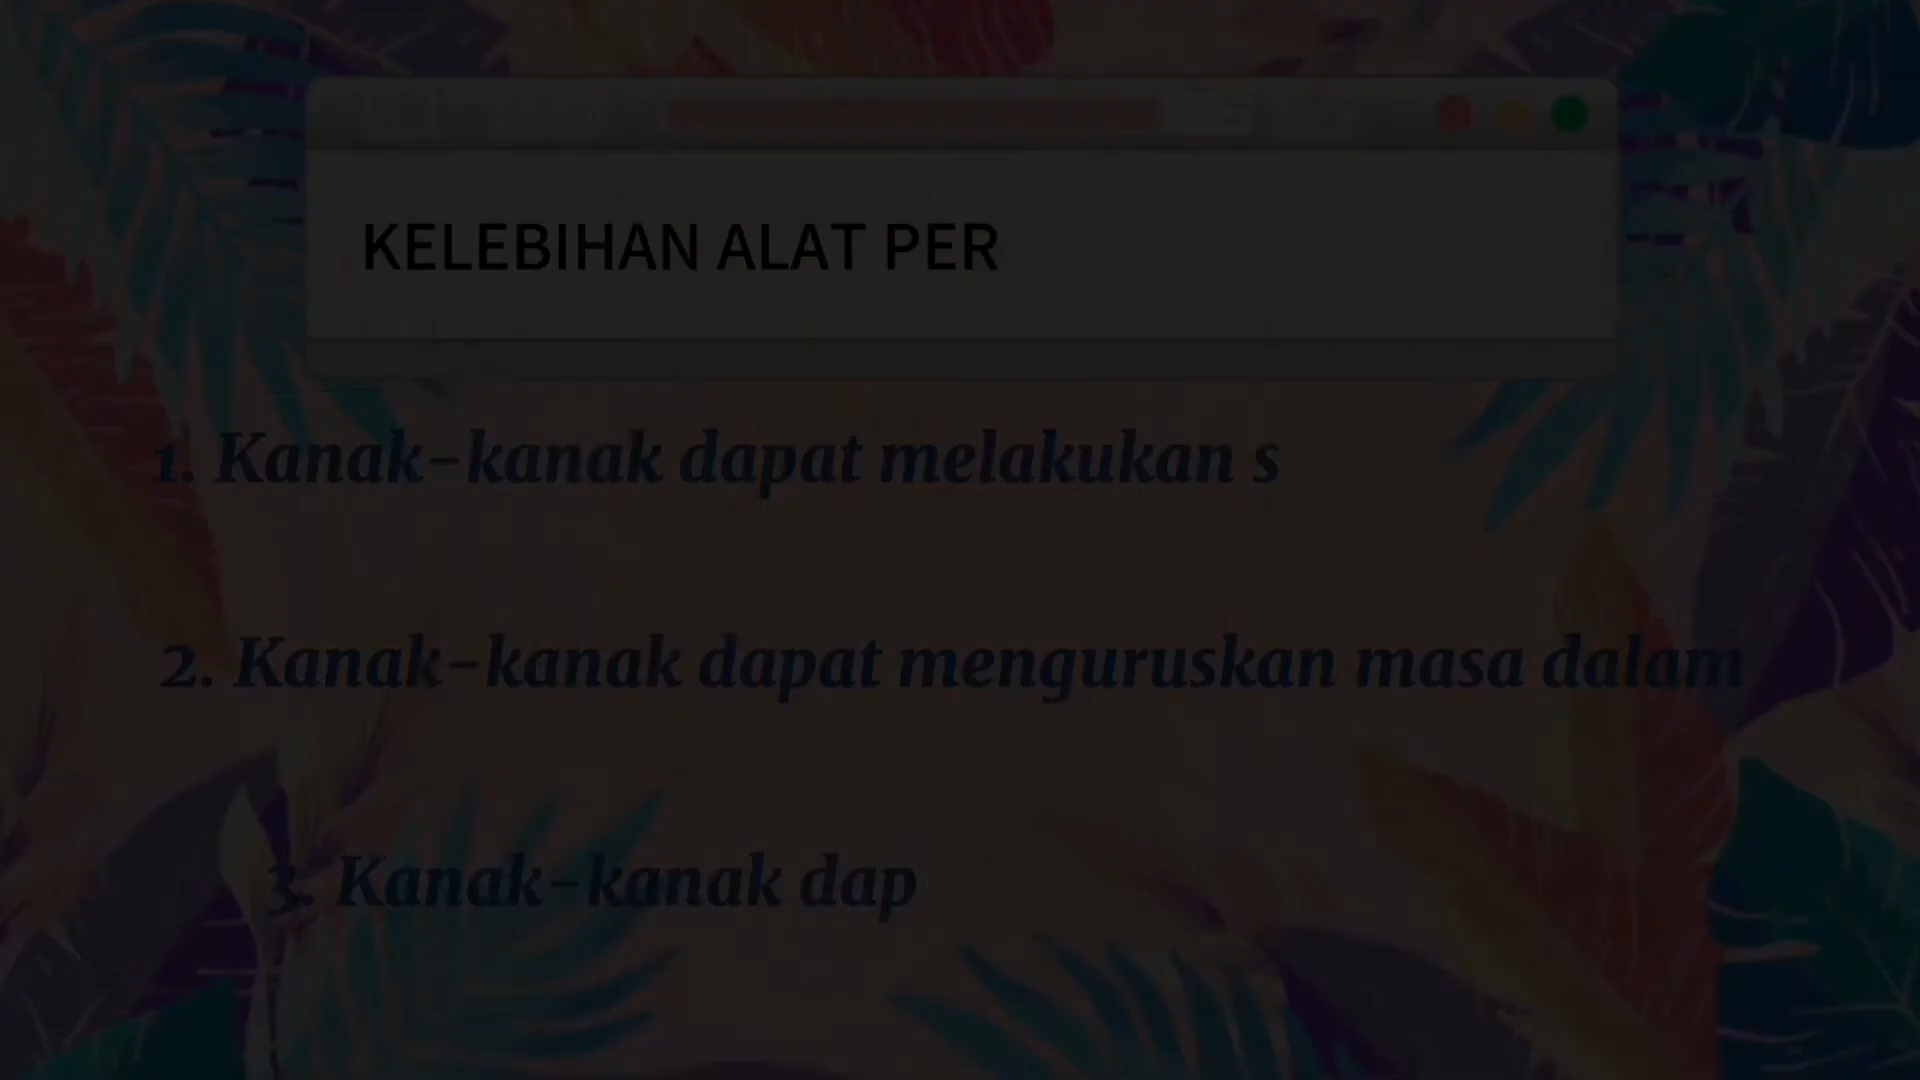 KELEBIHAN ALAT PER
1. Kanak-kanak dapat melakukan s
2. Kanak-kanak dapat menguruskan masa dalam
3. Kanak-kanak dap